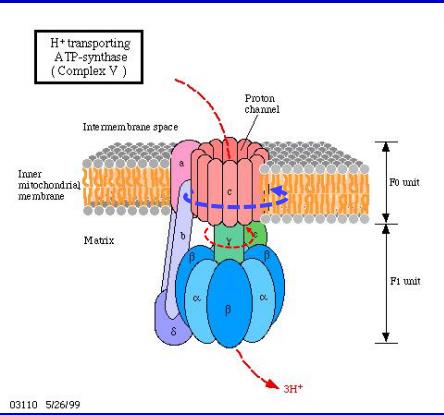 H+ transporting
ATP-synthase
( Complex V )
Proton
channel
Intermembrane space
a
c
Inner
mitochondrial
membrane
F0 unit
Matrix
b
γ
ε
β
β
F1 unit
α
β
α
δ
3H+
03110 5/26/99